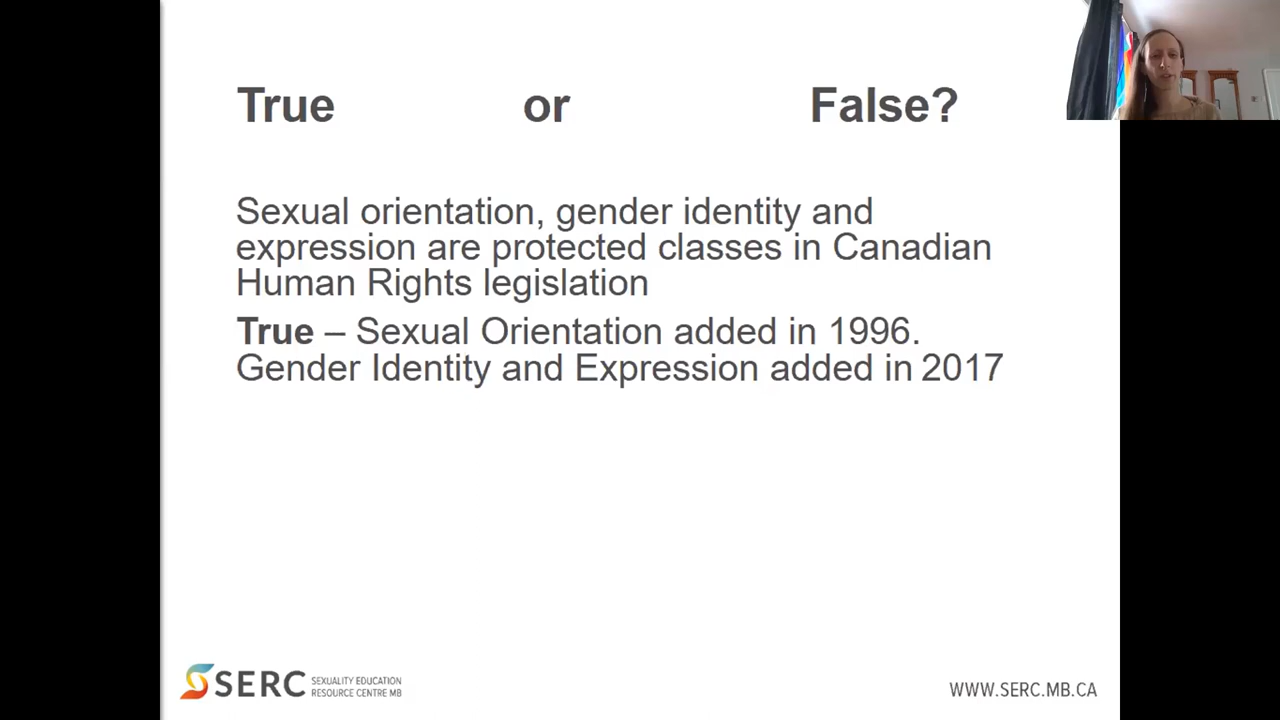 True or False?
Sexual orientation, gender identity and
expression are protected classes in Canadian
Human Rights legislation
True – Sexual Orientation added in 1996.
Gender Identity and Expression added in 2017
SERC
SEXUALITY EDUCATION
RESOURCE CENTRE MB
WWW.SERC.MB.CA